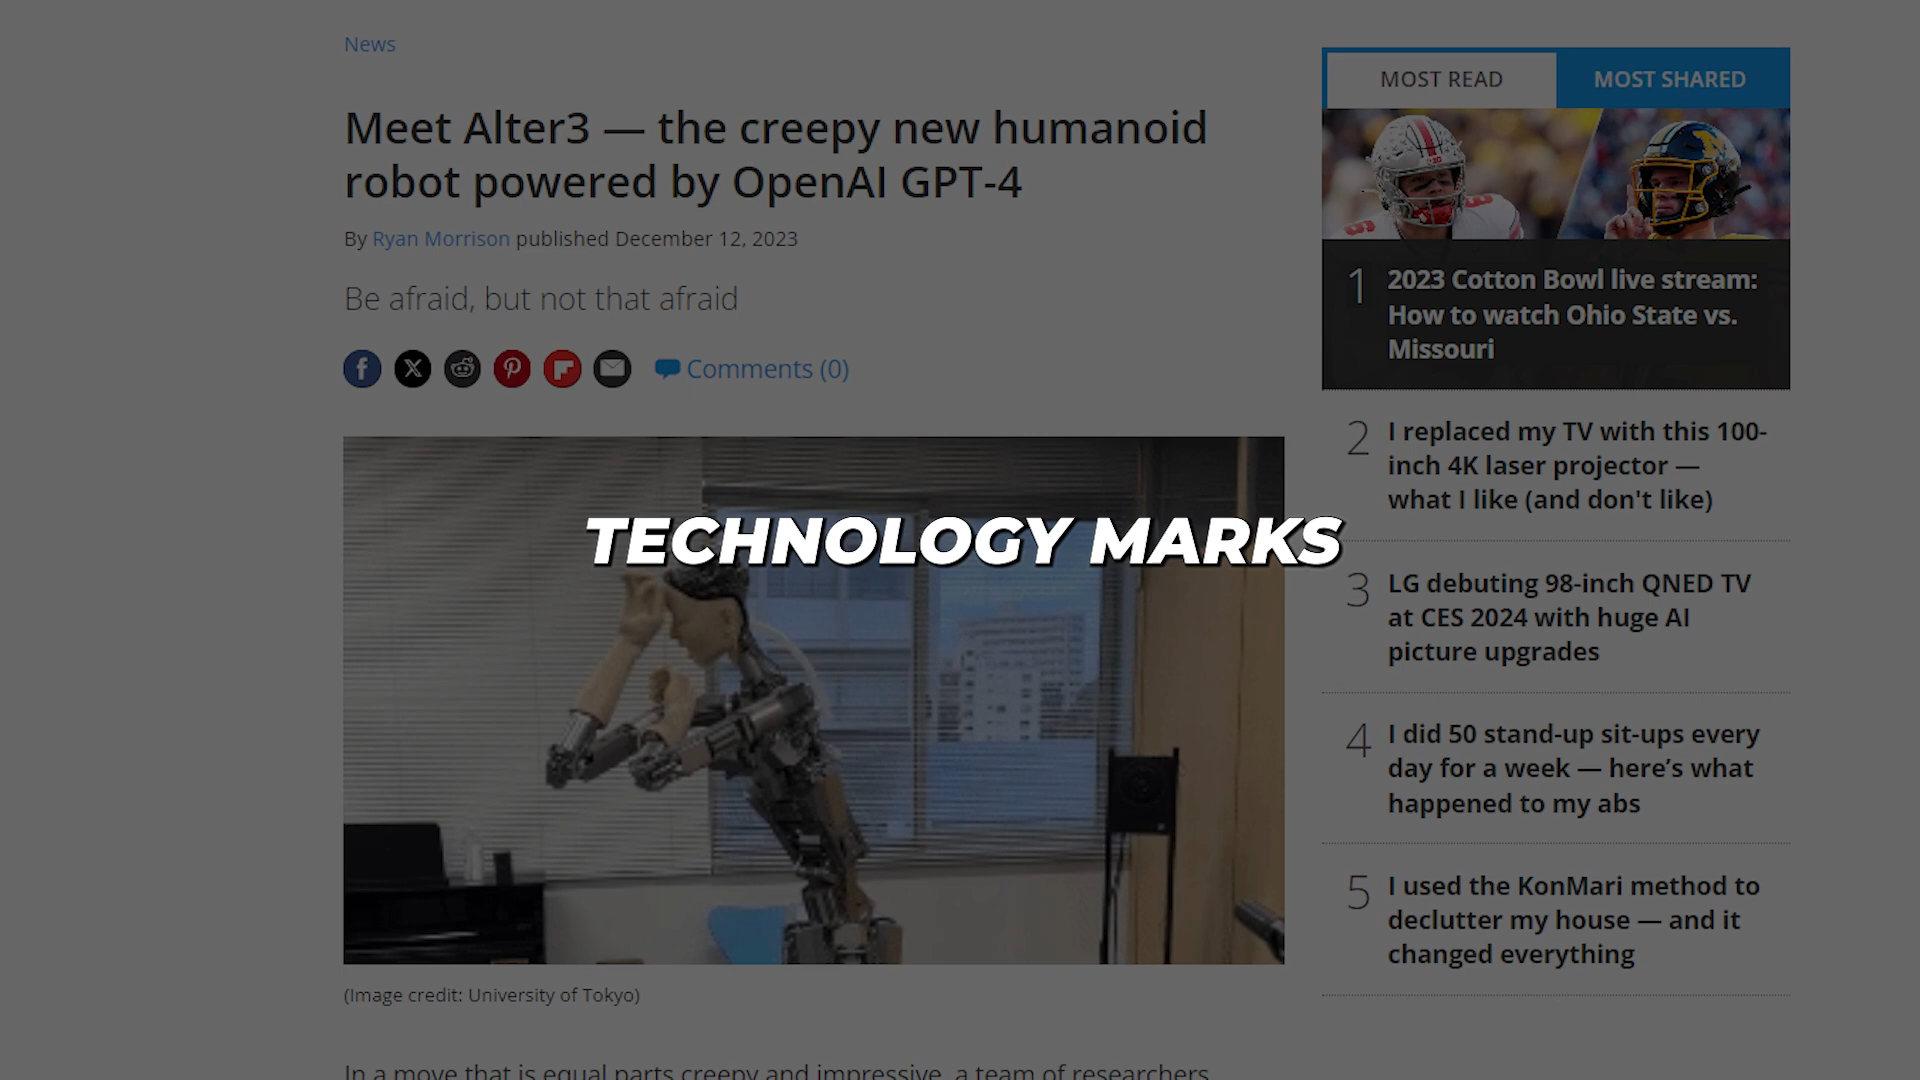 News
Meet Alter3 — the creepy new humanoid
robot powered by OpenAI GPT-4
By Ryan Morrison published December 12, 2023
Be afraid, but not that afraid
Comments (0)
TECHNOLOGY MARKS
(Image credit: University of Tokyo)
In a move that is equal parts creepy and impressive, a team of researchers
MOST READ
MOST SHARED
1
2023 Cotton Bowl live stream:
How to watch Ohio State vs.
Missouri
2
I replaced my TV with this 100-
inch 4K laser projector —
what I like (and don't like)
3
LG debuting 98-inch QNED TV
at CES 2024 with huge AI
picture upgrades
4
I did 50 stand-up sit-ups every
day for a week — here’s what
happened to my abs
5
I used the KonMari method to
declutter my house — and it
changed everything